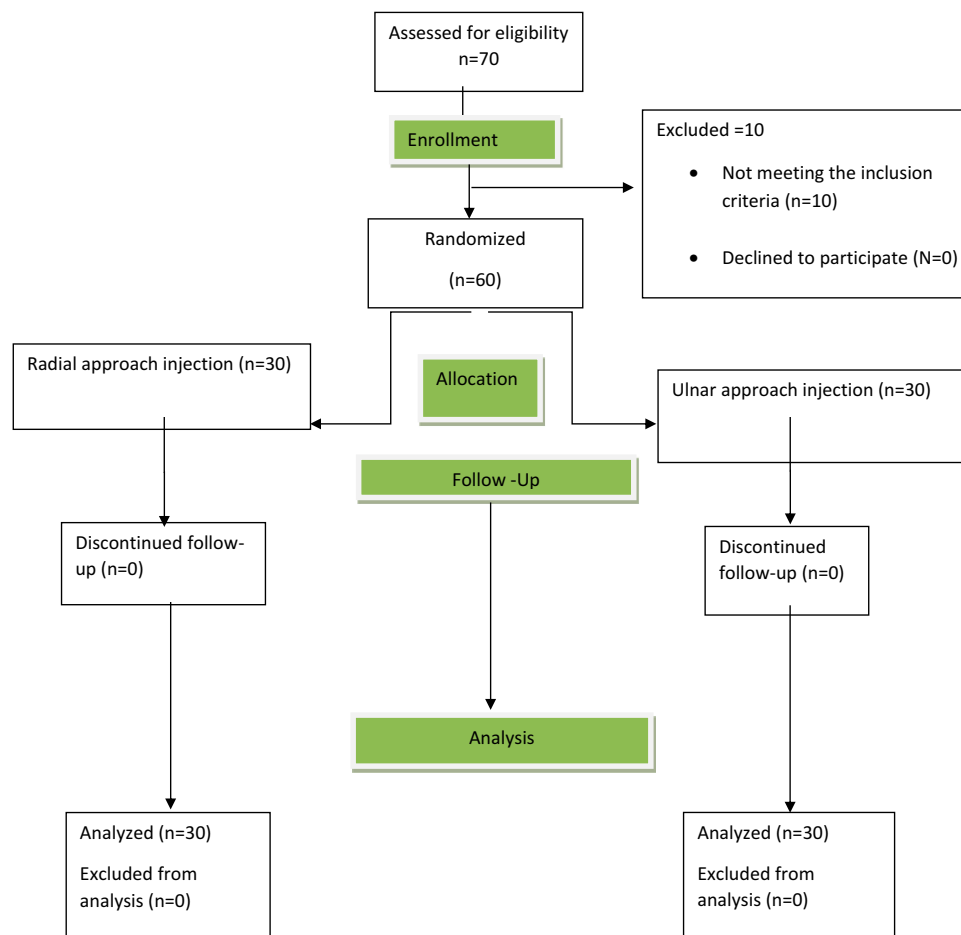 Assessed for eligibility
n=70
Enrollment
Excluded =10
• Not meeting the inclusion
criteria (n=10)
• Declined to participate (N=0)
Randomized
(n=60)
Radial approach injection (n=30)
Allocation
Ulnar approach injection (n=30)
Follow -Up
Discontinued follow-
up (n=0)
Discontinued
follow-up (n=0)
Analysis
Analyzed (n=30)
Excluded from
analysis (n=0)
Analyzed (n=30)
Excluded from
analysis (n=0)